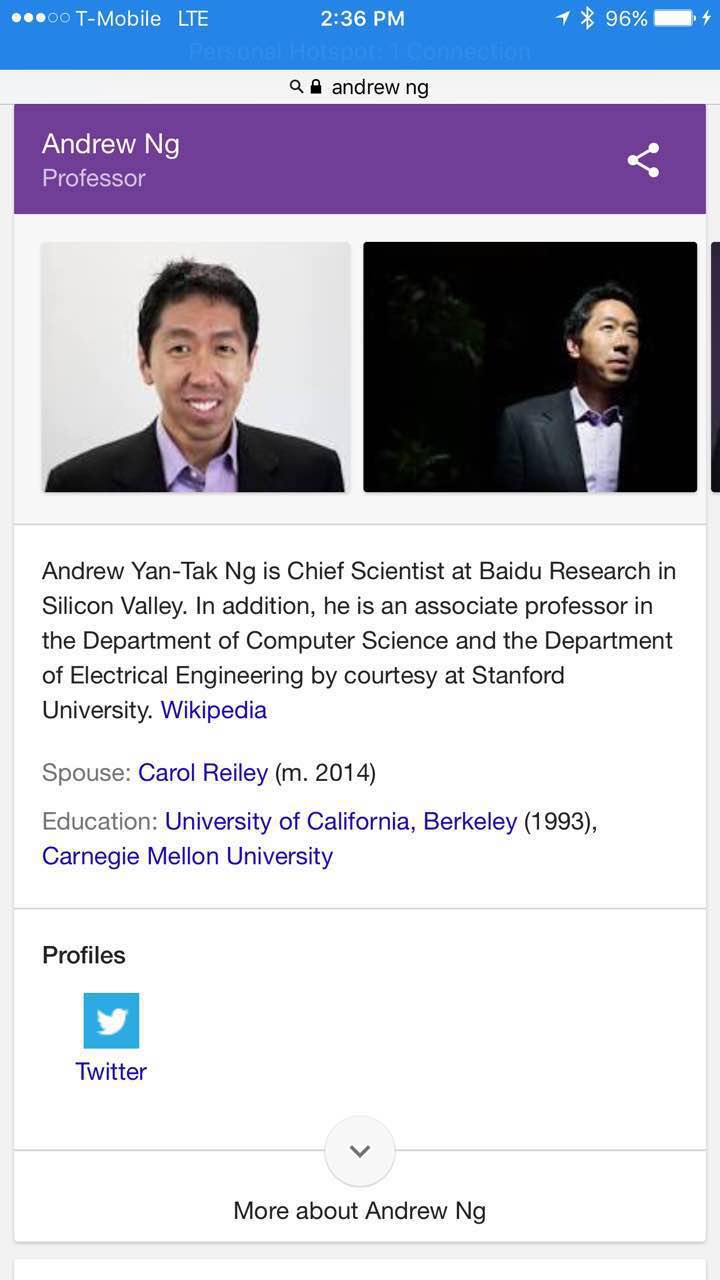 T-Mobile LTE 2:36 PM 96%
Personal Hotspot: 1 Connection
andrew ng
Andrew Ng
Professor
Andrew Yan-Tak Ng is Chief Scientist at Baidu Research in
Silicon Valley. In addition, he is an associate professor in
the Department of Computer Science and the Department
of Electrical Engineering by courtesy at Stanford
University. Wikipedia
Spouse: Carol Reiley (m. 2014)
Education: University of California, Berkeley (1993),
Carnegie Mellon University
Profiles
Twitter
More about Andrew Ng